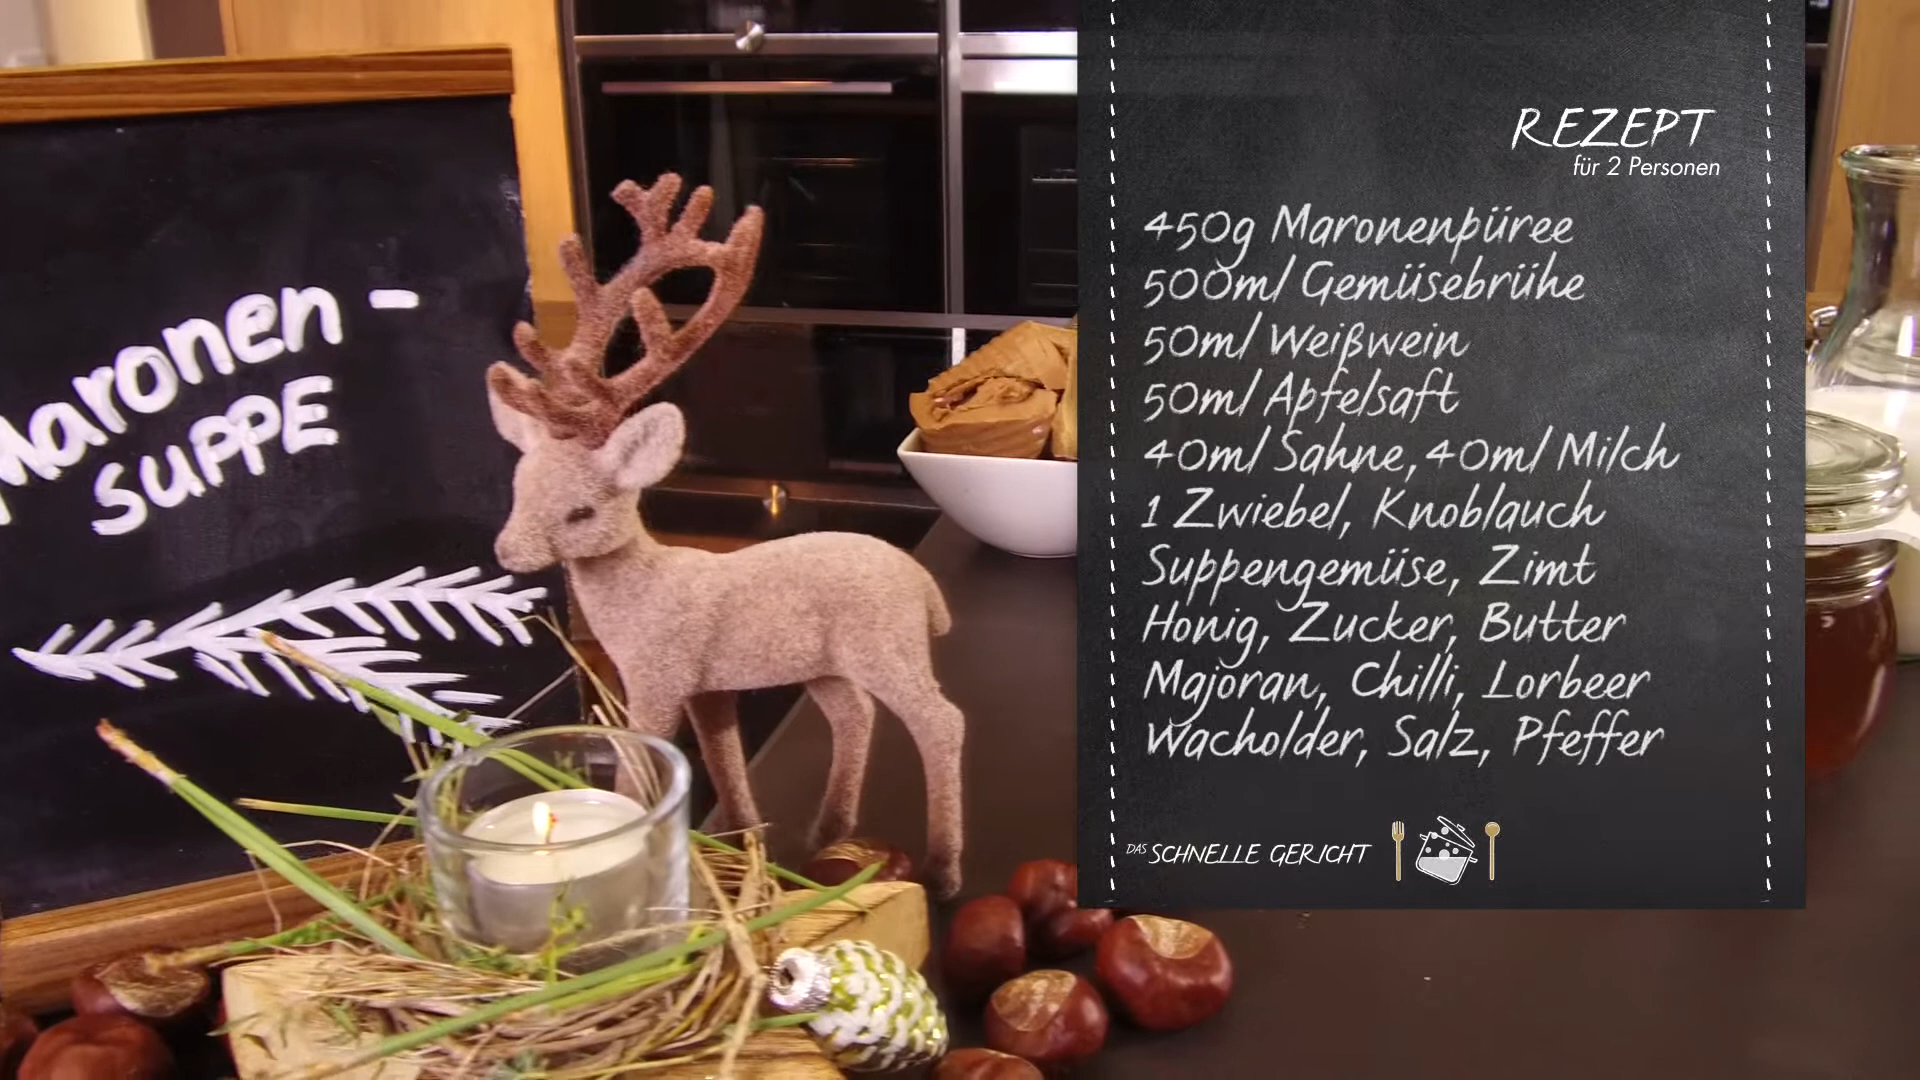 Maronen-
SUPPE
REZEPT
für 2 Personen
450g Maronenpüree
500ml Gemüsebrühe
50ml Weißwein
50ml Apfelsaft
40ml Sahne, 40ml Milch
1 Zwiebel, Knoblauch
Suppengemüse, Zimt
Honig, Zucker, Butter
Majoran, Chilli, Lorbeer
Wacholder, Salz, Pfeffer
DAS SCHNELLE GERICHT